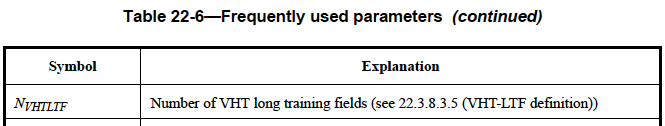 Table 22-6—Frequently used parameters (continued)
Symbol Explanation
NVHTLTF Number of VHT long training fields (see 22.3.8.3.5 (VHT-LTF definition))